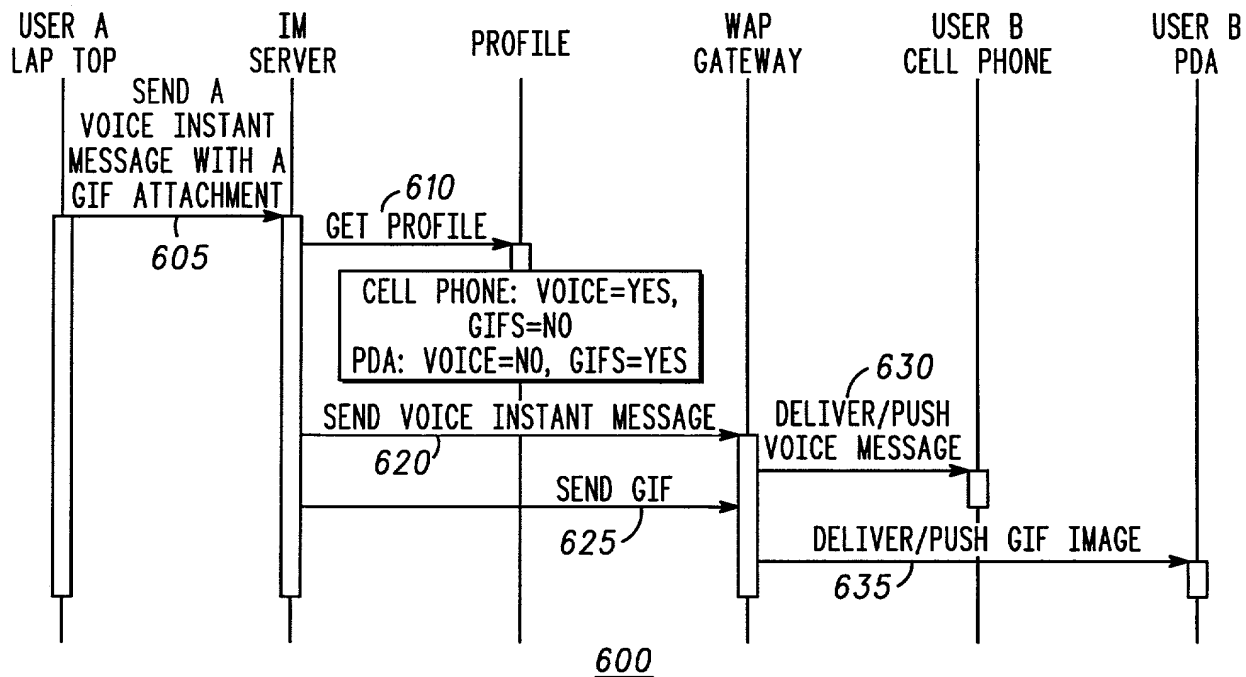 USER A
LAP TOP
IM
SERVER
PROFILE
WAP
GATEWAY
USER B
CELL PHONE
USER B
PDA
SEND A
VOICE INSTANT
MESSAGE WITH A
GIF ATTACHMENT
605
610
GET PROFILE
CELL PHONE: VOICE=YES,
GIFS=NO
PDA: VOICE=NO, GIFS=YES
SEND VOICE INSTANT MESSAGE
620
630
DELIVER/PUSH
VOICE MESSAGE
SEND GIF
625
DELIVER/PUSH GIF IMAGE
635
600